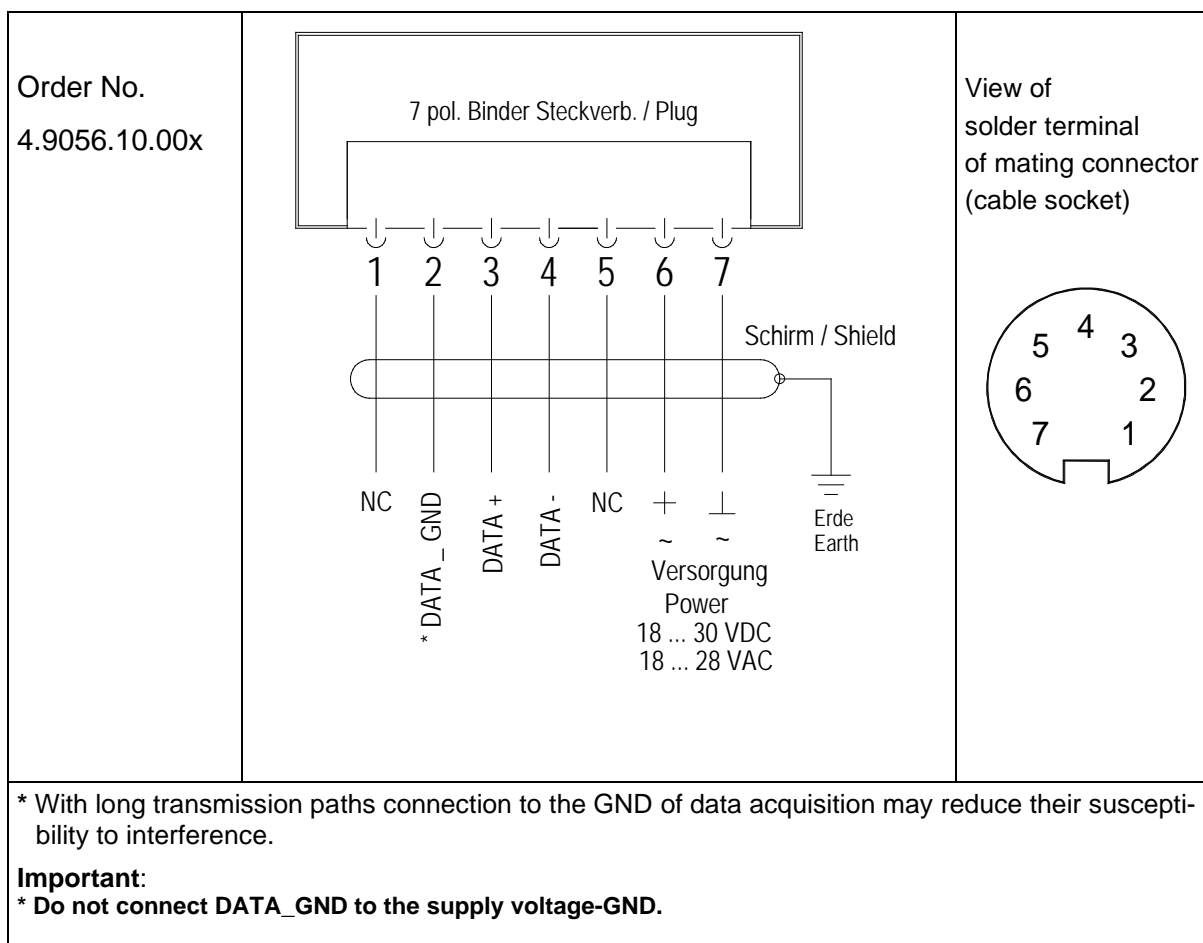 Order No.
4.9056.10.00x
7 pol. Binder Steckverb. / Plug
1 2 3 4 5 6 7
Schirm / Shield
NC
* DATA _ GND
DATA +
DATA -
NC
+
⊥
~ ~
Erde
Earth
Versorgung
Power
18 ... 30 VDC
18 ... 28 VAC
View of
solder terminal
of mating connector
(cable socket)
4
5 3
6 2
7 1
* With long transmission paths connection to the GND of data acquisition may reduce their suscepti-
bility to interference.
Important:
* Do not connect DATA_GND to the supply voltage-GND.